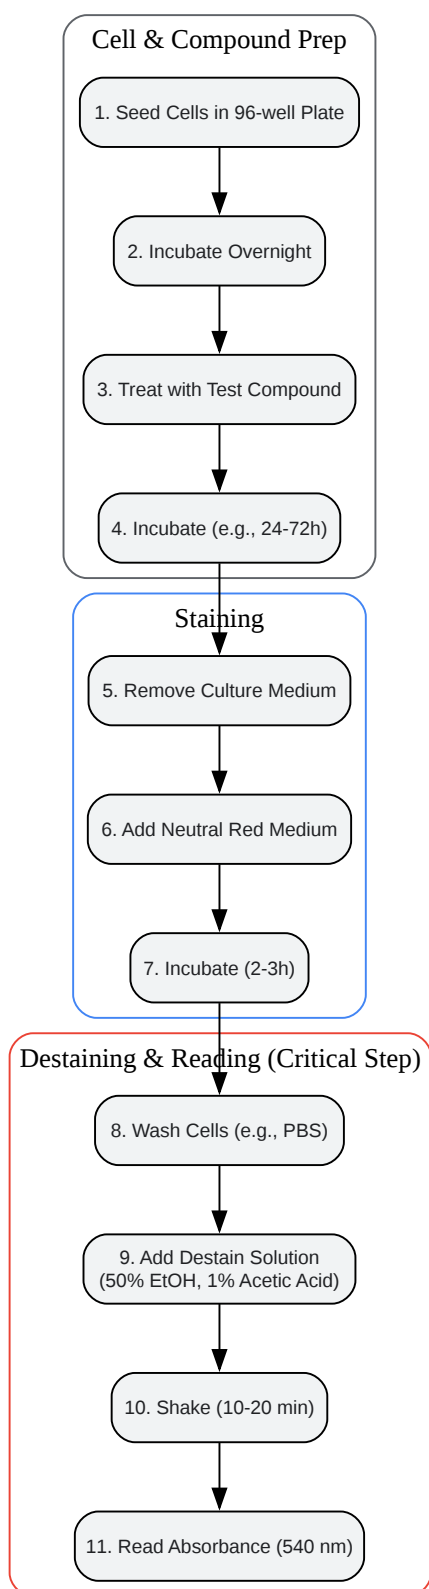 Cell & Compound Prep
1. Seed Cells in 96-well Plate
2. Incubate Overnight
3. Treat with Test Compound
4. Incubate (e.g., 24-72h)
Staining
5. Remove Culture Medium
6. Add Neutral Red Medium
7. Incubate (2-3h)
Destaining & Reading (Critical Step)
8. Wash Cells (e.g., PBS)
9. Add Destain Solution
(50% EtOH, 1% Acetic Acid)
10. Shake (10-20 min)
11. Read Absorbance (540 nm)